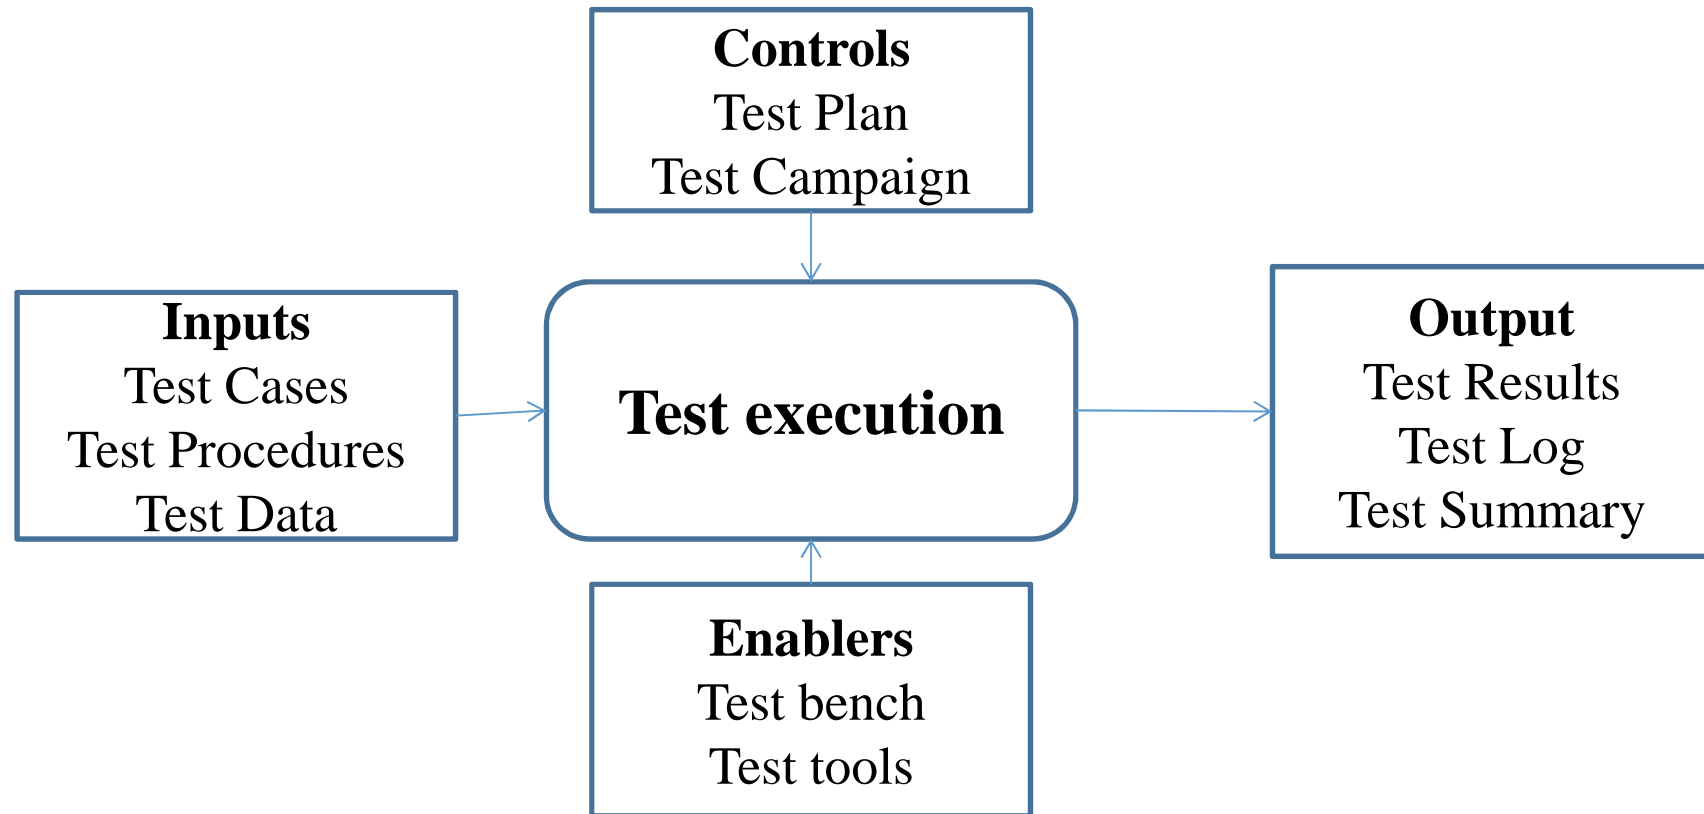 Controls
Test Plan
Test Campaign
Inputs
Test Cases
Test Procedures
Test Data
Test execution
Output
Test Results
Test Log
Test Summary
Enablers
Test bench
Test tools